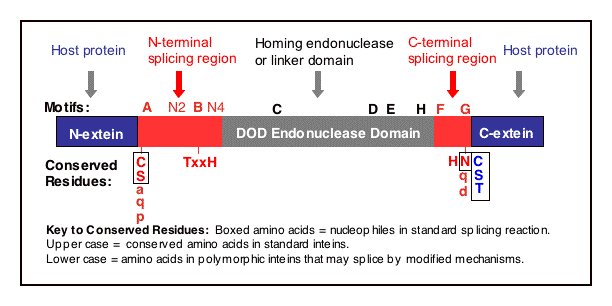 Host protein
N-terminal
splicing region
Homing endonuclease
or linker domain
C-terminal
splicing region
Host protein
Motifs: A N2 B N4 C D E H F G
N-extein DOD Endonuclease Domain C-extein
Conserved
Residues:
C TxxH H N C
S q S
a d T
q
p
Key to Conserved Residues: Boxed amino acids = nucleophiles in standard splicing reaction.
Upper case = conserved amino acids in standard inteins.
Lower case = amino acids in polymorphic inteins that may splice by modified mechanisms.